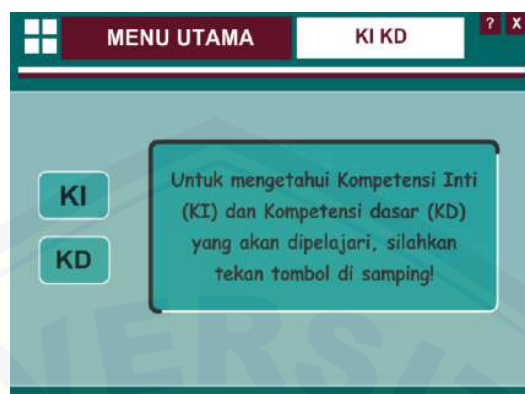 MENU UTAMA
KI KD
? X
KI
KD
Untuk mengetahui Kompetensi Inti
(KI) dan Kompetensi dasar (KD)
yang akan dipelajari, silahkan
tekan tombol di samping!